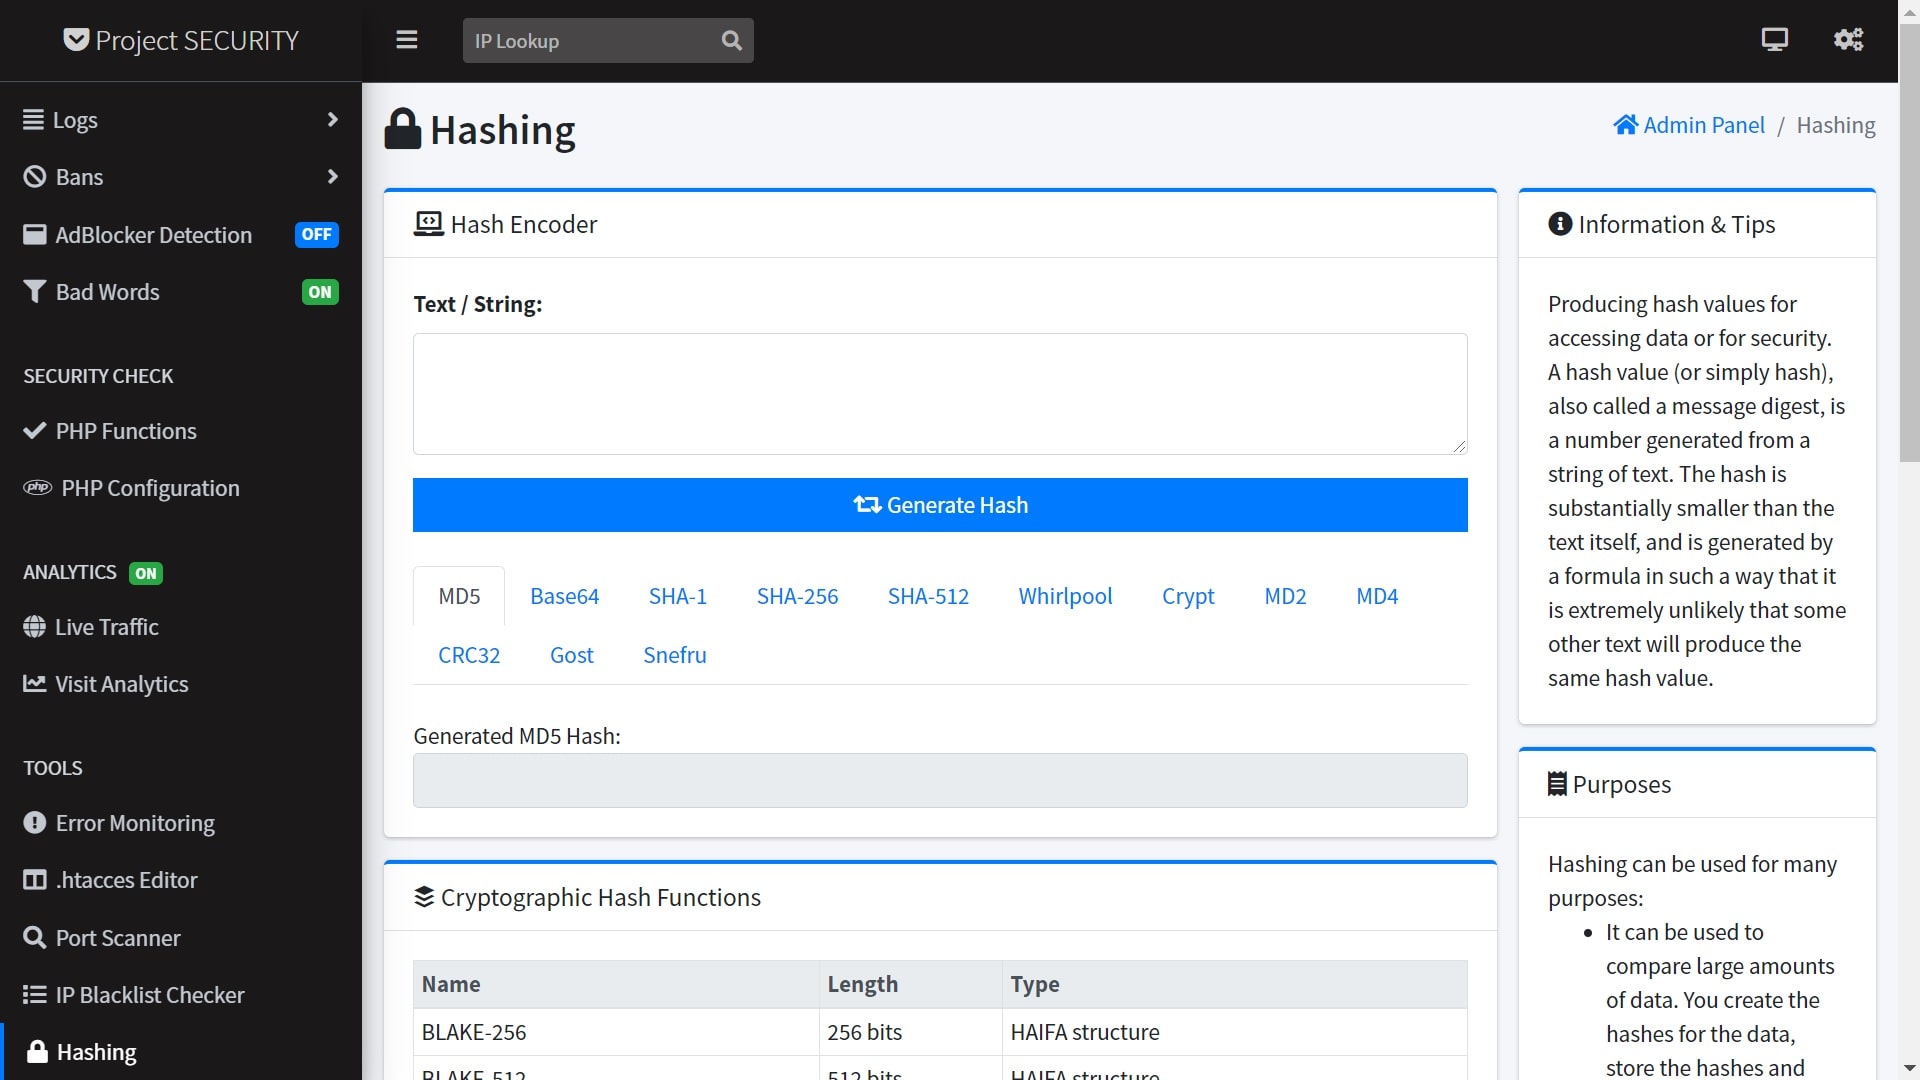 Project SECURITY
IP Lookup
Logs
Bans
AdBlocker Detection OFF
Bad Words ON
SECURITY CHECK
PHP Functions
php PHP Configuration
ANALYTICS ON
Live Traffic
Visit Analytics
TOOLS
Error Monitoring
.htacces Editor
Port Scanner
IP Blacklist Checker
Hashing
Hashing
Admin Panel / Hashing
Hash Encoder
Text / String:
Generate Hash
MD5 Base64 SHA-1 SHA-256 SHA-512 Whirlpool Crypt MD2 MD4
CRC32 Gost Snefru
Generated MD5 Hash:
Cryptographic Hash Functions
Name Length Type
BLAKE-256 256 bits HAIFA structure
BLAKE-512 512 bits HAIFA structure
Information & Tips
Producing hash values for
accessing data or for security.
A hash value (or simply hash),
also called a message digest, is
a number generated from a
string of text. The hash is
substantially smaller than the
text itself, and is generated by
a formula in such a way that it
is extremely unlikely that some
other text will produce the
same hash value.
Purposes
Hashing can be used for many
purposes:
• It can be used to
compare large amounts
of data. You create the
hashes for the data,
store the hashes and